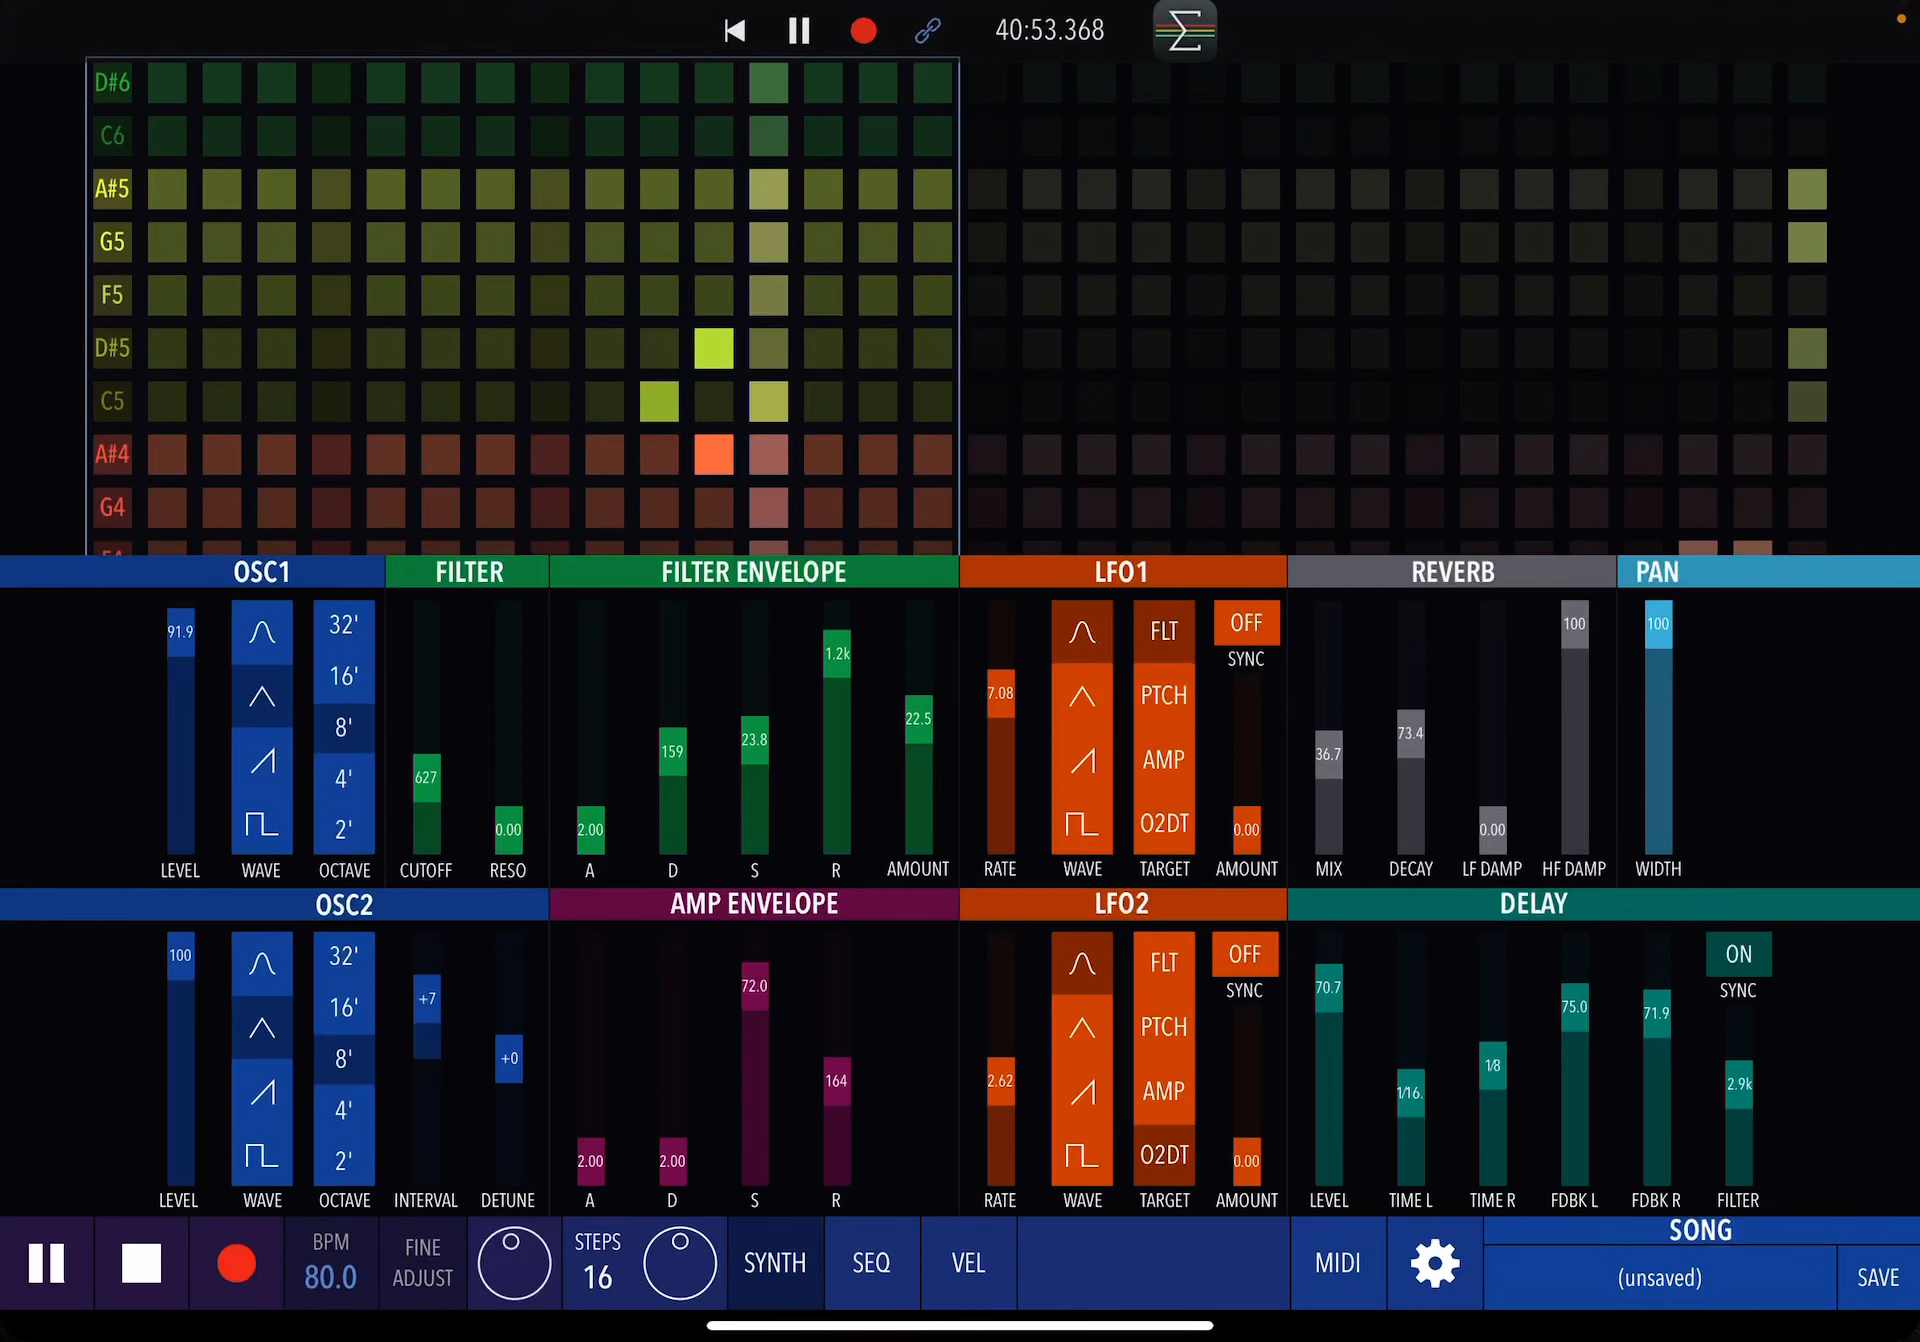 40:53.368
D#6
C6
A#5
G5
F5
D#5
C5
A#4
G4
OSC1
FILTER
FILTER ENVELOPE
LFO1
REVERB
PAN
91.9
32'
16'
8'
4'
2'
627
0.00
2.00
159
23.8
1.2k
22.5
7.08
FLT
PTCH
AMP
O2DT
OFF
SYNC
0.00
36.7
73.4
0.00
100
100
LEVEL
WAVE
OCTAVE
CUTOFF
RESO
A
D
S
R
AMOUNT
RATE
WAVE
TARGET
AMOUNT
MIX
DECAY
LF DAMP
HF DAMP
WIDTH
OSC2
AMP ENVELOPE
LFO2
DELAY
100
32'
16'
8'
4'
2'
+7
+0
2.00
2.00
72.0
164
2.62
FLT
PTCH
AMP
O2DT
OFF
SYNC
0.00
70.7
1/16.
1/8
75.0
71.9
ON
SYNC
2.9k
LEVEL
WAVE
OCTAVE
INTERVAL
DETUNE
A
D
S
R
RATE
WAVE
TARGET
AMOUNT
LEVEL
TIME L
TIME R
FDBK L
FDBK R
FILTER
BPM
80.0
FINE
ADJUST
STEPS
16
SYNTH
SEQ
VEL
MIDI
SONG
(unsaved)
SAVE